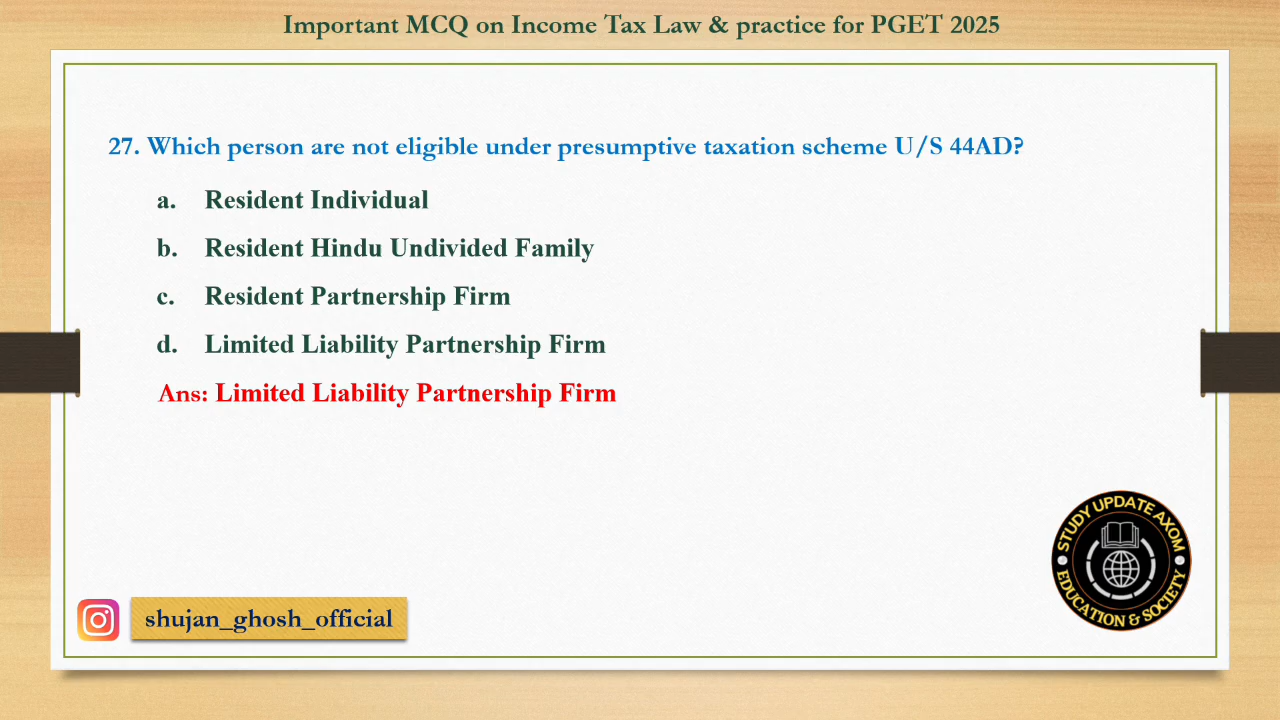 Important MCQ on Income Tax Law & practice for PGET 2025
27. Which person are not eligible under presumptive taxation scheme U/S 44AD?
a. Resident Individual
b. Resident Hindu Undivided Family
c. Resident Partnership Firm
d. Limited Liability Partnership Firm
Ans: Limited Liability Partnership Firm
STUDY UPDATE AXOM
EDUCATION & SOCIETY
shujan_ghosh_official